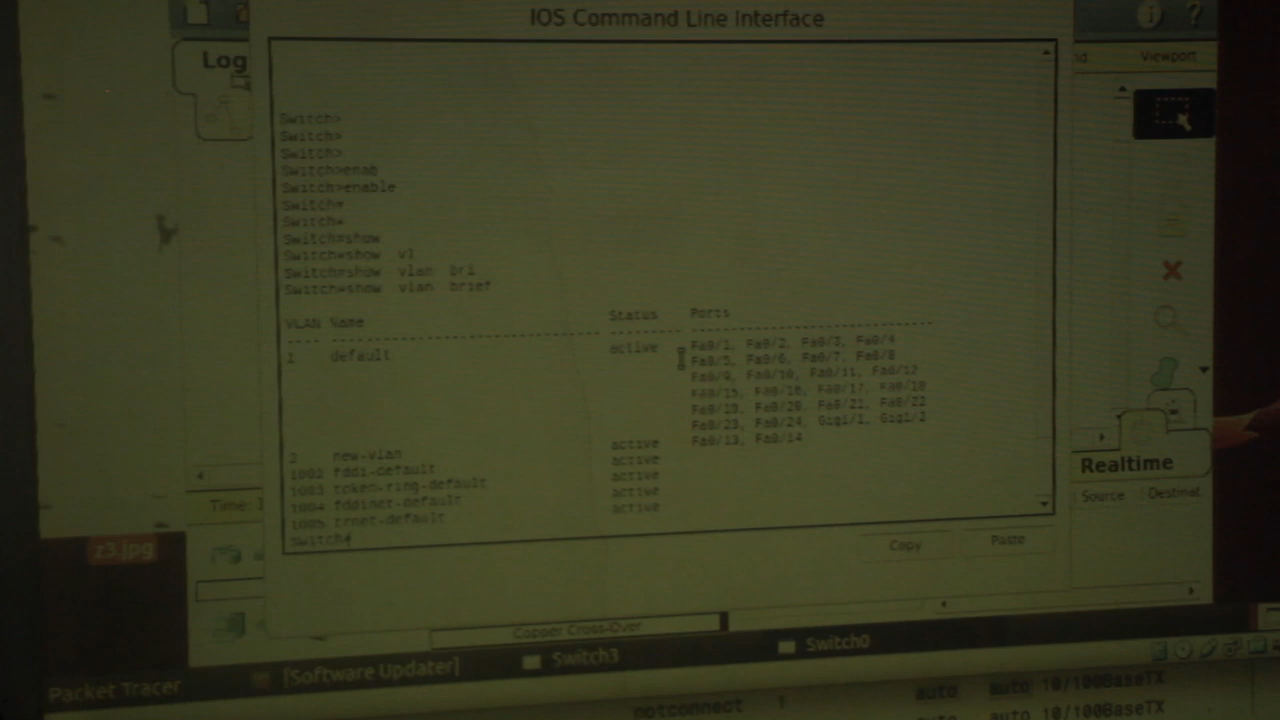 IOS Command Line Interface
Log
Viewport
Switch>
Switch>
Switch>
Switch>enab
Switch>enable
Switch#
Switch#
Switch#show
Switch#show vl
Switch#show vlan bri
Switch#show vlan brief
VLAN Name Status Ports
1 default active Fa0/1, Fa0/2, Fa0/3, Fa0/4
Fa0/5, Fa0/6, Fa0/7, Fa0/8
Fa0/9, Fa0/10, Fa0/11, Fa0/12
Fa0/15, Fa0/16, Fa0/17, Fa0/18
Fa0/19, Fa0/20, Fa0/21, Fa0/22
Fa0/23, Fa0/24, Gig1/1, Gig1/2
2 new-vlan active Fa0/13, Fa0/14
1002 fddi-default active
1003 token-ring-default active
1004 fddinet-default active
1005 trnet-default active
Switch#
Copy Paste
Realtime
Source Destinat
Time:
z3.jpg
Copper Cross-Over
Packet Tracer [Software Updater] Switch3 Switch0
notconnect 1 auto auto 10/100BaseTX
auto auto 10/100BaseTX